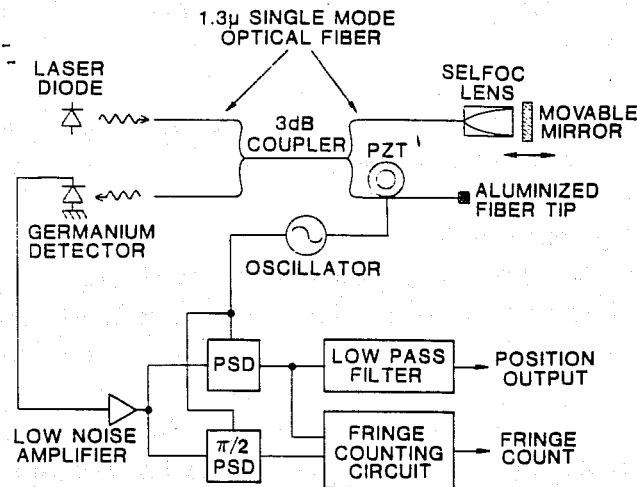 1.3μ SINGLE MODE
OPTICAL FIBER
LASER
DIODE
SELFOC
LENS
MOVABLE
MIRROR
3dB
COUPLER
PZT
GERMANIUM
DETECTOR
ALUMINIZED
FIBER TIP
OSCILLATOR
PSD
LOW PASS
FILTER
POSITION
OUTPUT
LOW NOISE
AMPLIFIER
π/2
PSD
FRINGE
COUNTING
CIRCUIT
FRINGE
COUNT